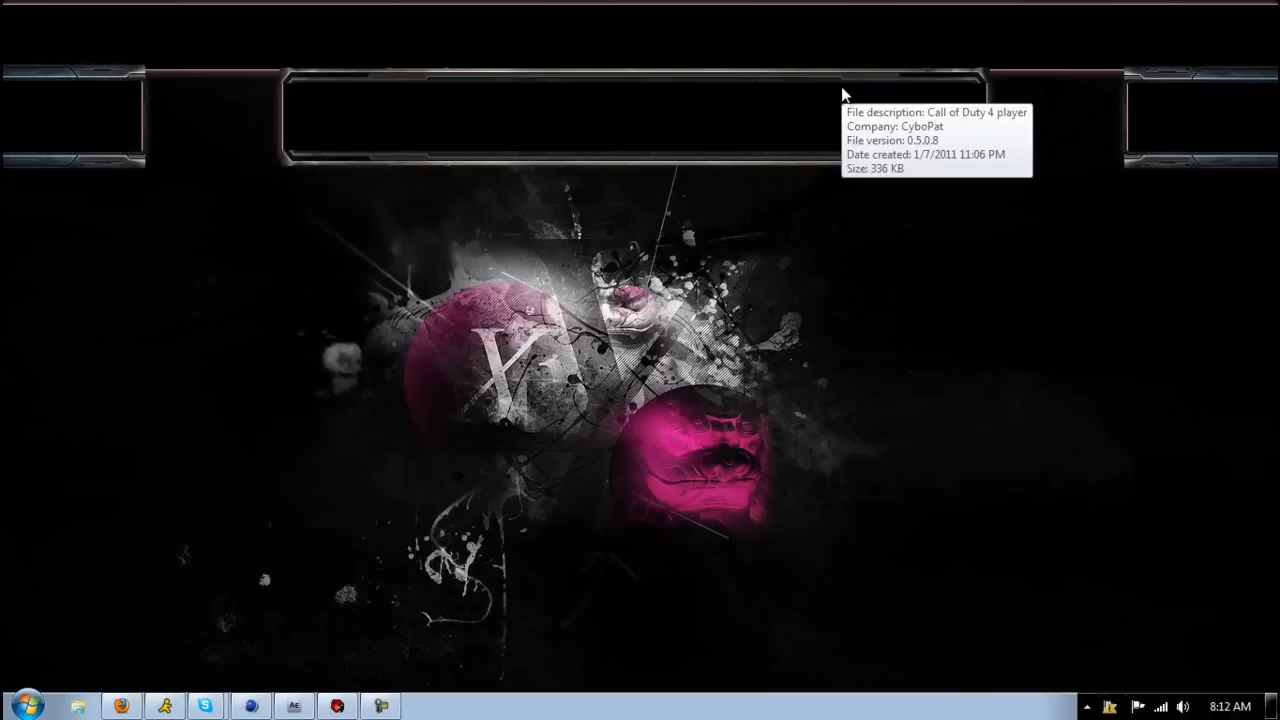 File description: Call of Duty 4 player
Company: CyboPat
File version: 0.5.0.8
Date created: 1/7/2011 11:06 PM
Size: 336 KB
AE
8:12 AM